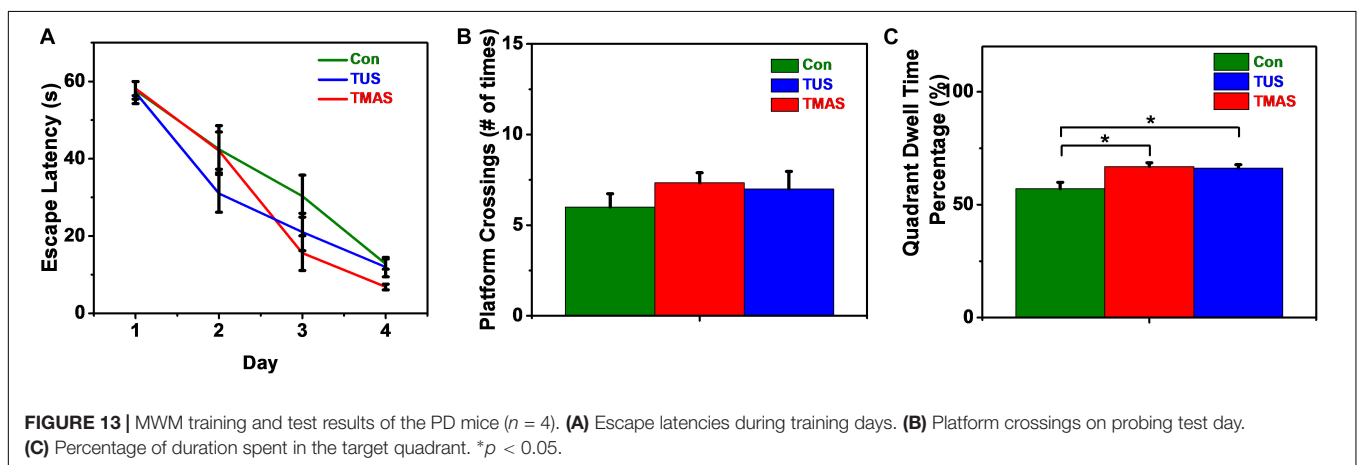 A
Escape Latency (s)
60
40
20
0
1 2 3 4
Day
Con
TUS
TMAS
B
Platform Crossings (# of times)
15
10
5
0
Con
TUS
TMAS
C
Quadrant Dwell Time
Percentage (%)
100
50
0
Con
TUS
TMAS
*
*
FIGURE 13 | MWM training and test results of the PD mice (n = 4). (A) Escape latencies during training days. (B) Platform crossings on probing test day.
(C) Percentage of duration spent in the target quadrant. *p < 0.05.